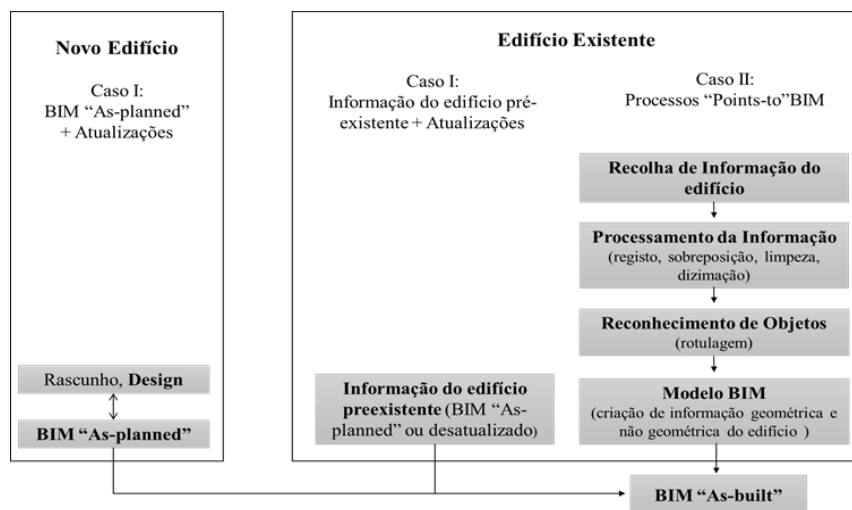 Novo Edifício
Caso I:
BIM “As-planned”
+ Atualizações
Rascunho, Design
BIM “As-planned”
Edifício Existente
Caso I:
Informação do edifício pré-
existente + Atualizações
Informação do edifício
preexistente (BIM “As-
planned” ou desatualizado)
Caso II:
Processos “Points-to”BIM
Recolha de Informação do
edifício
Processamento da Informação
(registo, sobreposição, limpeza,
dizimação)
Reconhecimento de Objetos
(rotulagem)
Modelo BIM
(criação de informação geométrica e
não geométrica do edifício )
BIM “As-built”